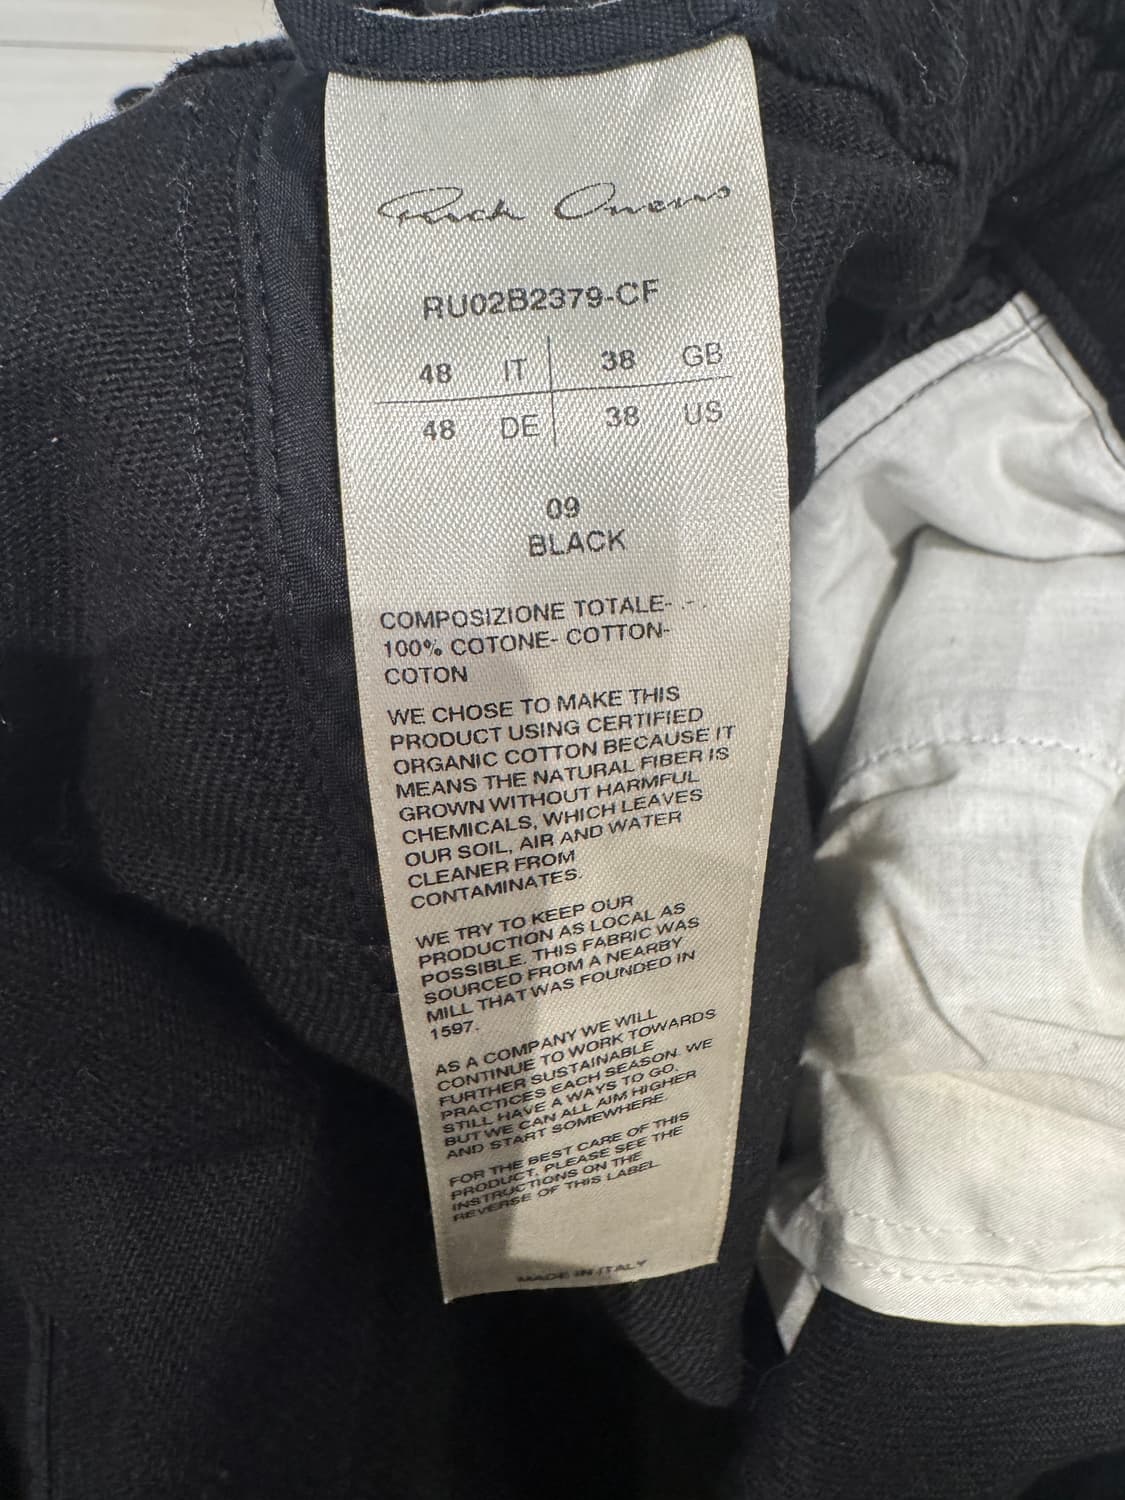 Rick Owens
RU02B2379-CF
48 IT 38 GB
48 DE 38 US
09
BLACK
COMPOSIZIONE TOTALE- .- .
100% COTONE- COTTON-
COTON
WE CHOSE TO MAKE THIS
PRODUCT USING CERTIFIED
ORGANIC COTTON BECAUSE IT
MEANS THE NATURAL FIBER IS
GROWN WITHOUT HARMFUL
CHEMICALS, WHICH LEAVES
OUR SOIL, AIR AND WATER
CLEANER FROM
CONTAMINATES.
WE TRY TO KEEP OUR
PRODUCTION AS LOCAL AS
POSSIBLE. THIS FABRIC WAS
SOURCED FROM A NEARBY
MILL THAT WAS FOUNDED IN
1597.
AS A COMPANY WE WILL
CONTINUE TO WORK TOWARDS
FURTHER SUSTAINABLE
PRACTICES EACH SEASON. WE
STILL HAVE A WAYS TO GO.
BUT WE CAN ALL AIM HIGHER
AND START SOMEWHERE.
FOR THE BEST CARE OF THIS
PRODUCT, PLEASE SEE THE
INSTRUCTIONS ON THE
REVERSE OF THIS LABEL
MADE IN ITALY